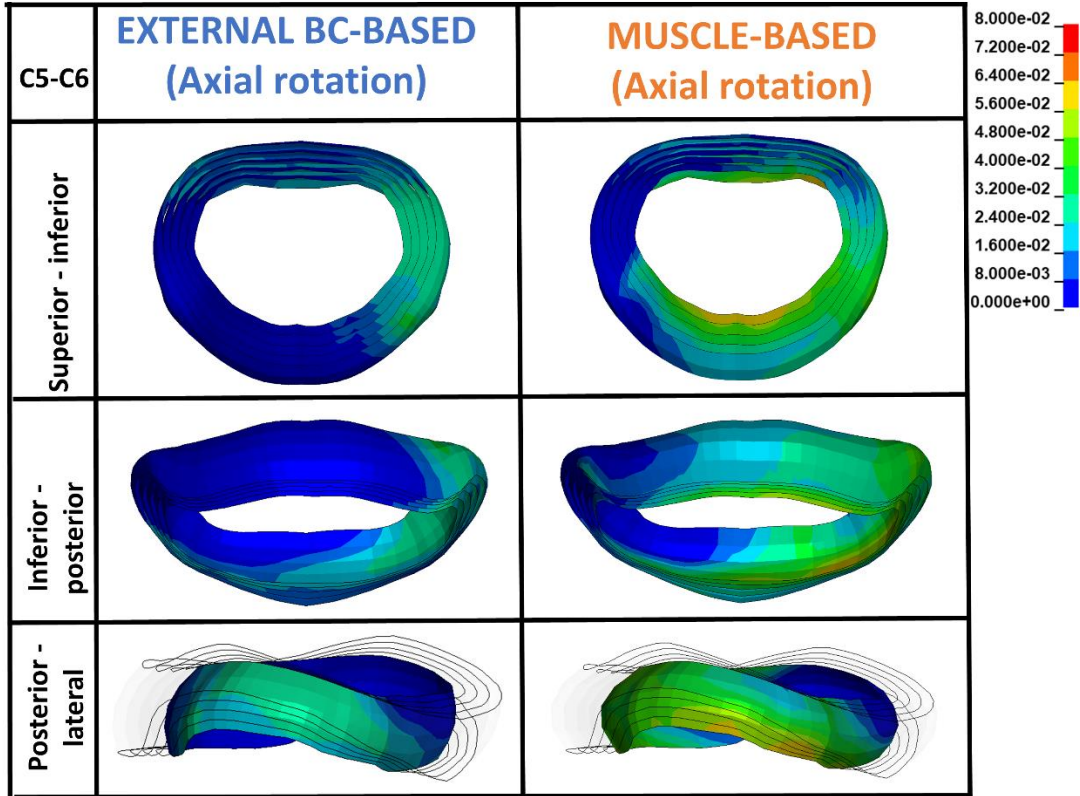 C5-C6
EXTERNAL BC-BASED
(Axial rotation)
MUSCLE-BASED
(Axial rotation)
8.000e-02
7.200e-02
6.400e-02
5.600e-02
4.800e-02
4.000e-02
3.200e-02
2.400e-02
1.600e-02
8.000e-03
0.000e+00
Superior - inferior
Inferior -
posterior
Posterior -
lateral